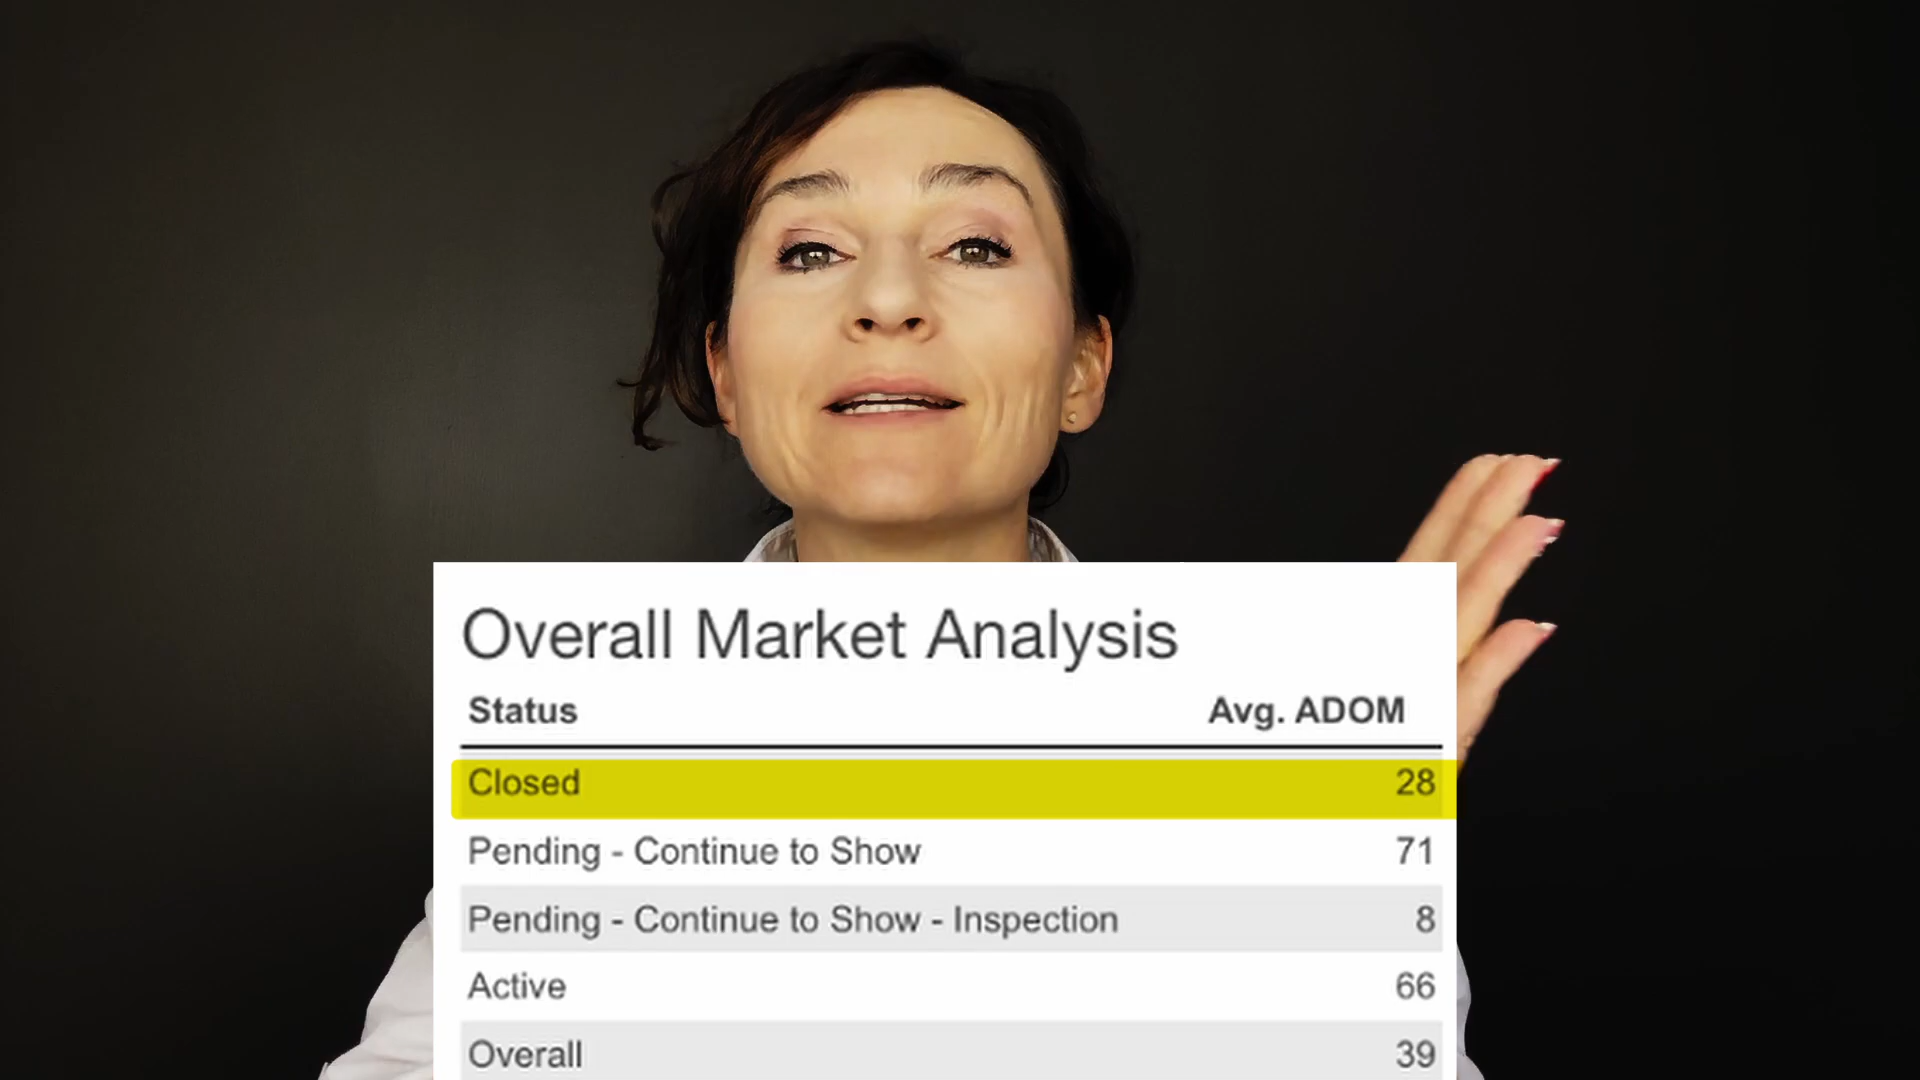 Overall Market Analysis
Status Avg. ADOM
Closed 28
Pending - Continue to Show 71
Pending - Continue to Show - Inspection 8
Active 66
Overall 39